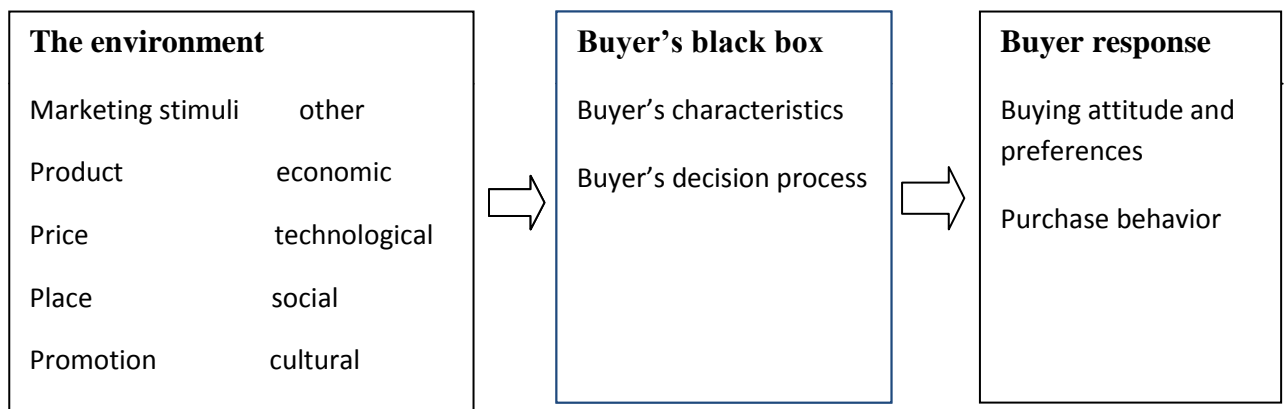 The environment
Marketing stimuli other
Product economic
Price technological
Place social
Promotion cultural
Buyer’s black box
Buyer’s characteristics
Buyer’s decision process
Buyer response
Buying attitude and
preferences
Purchase behavior